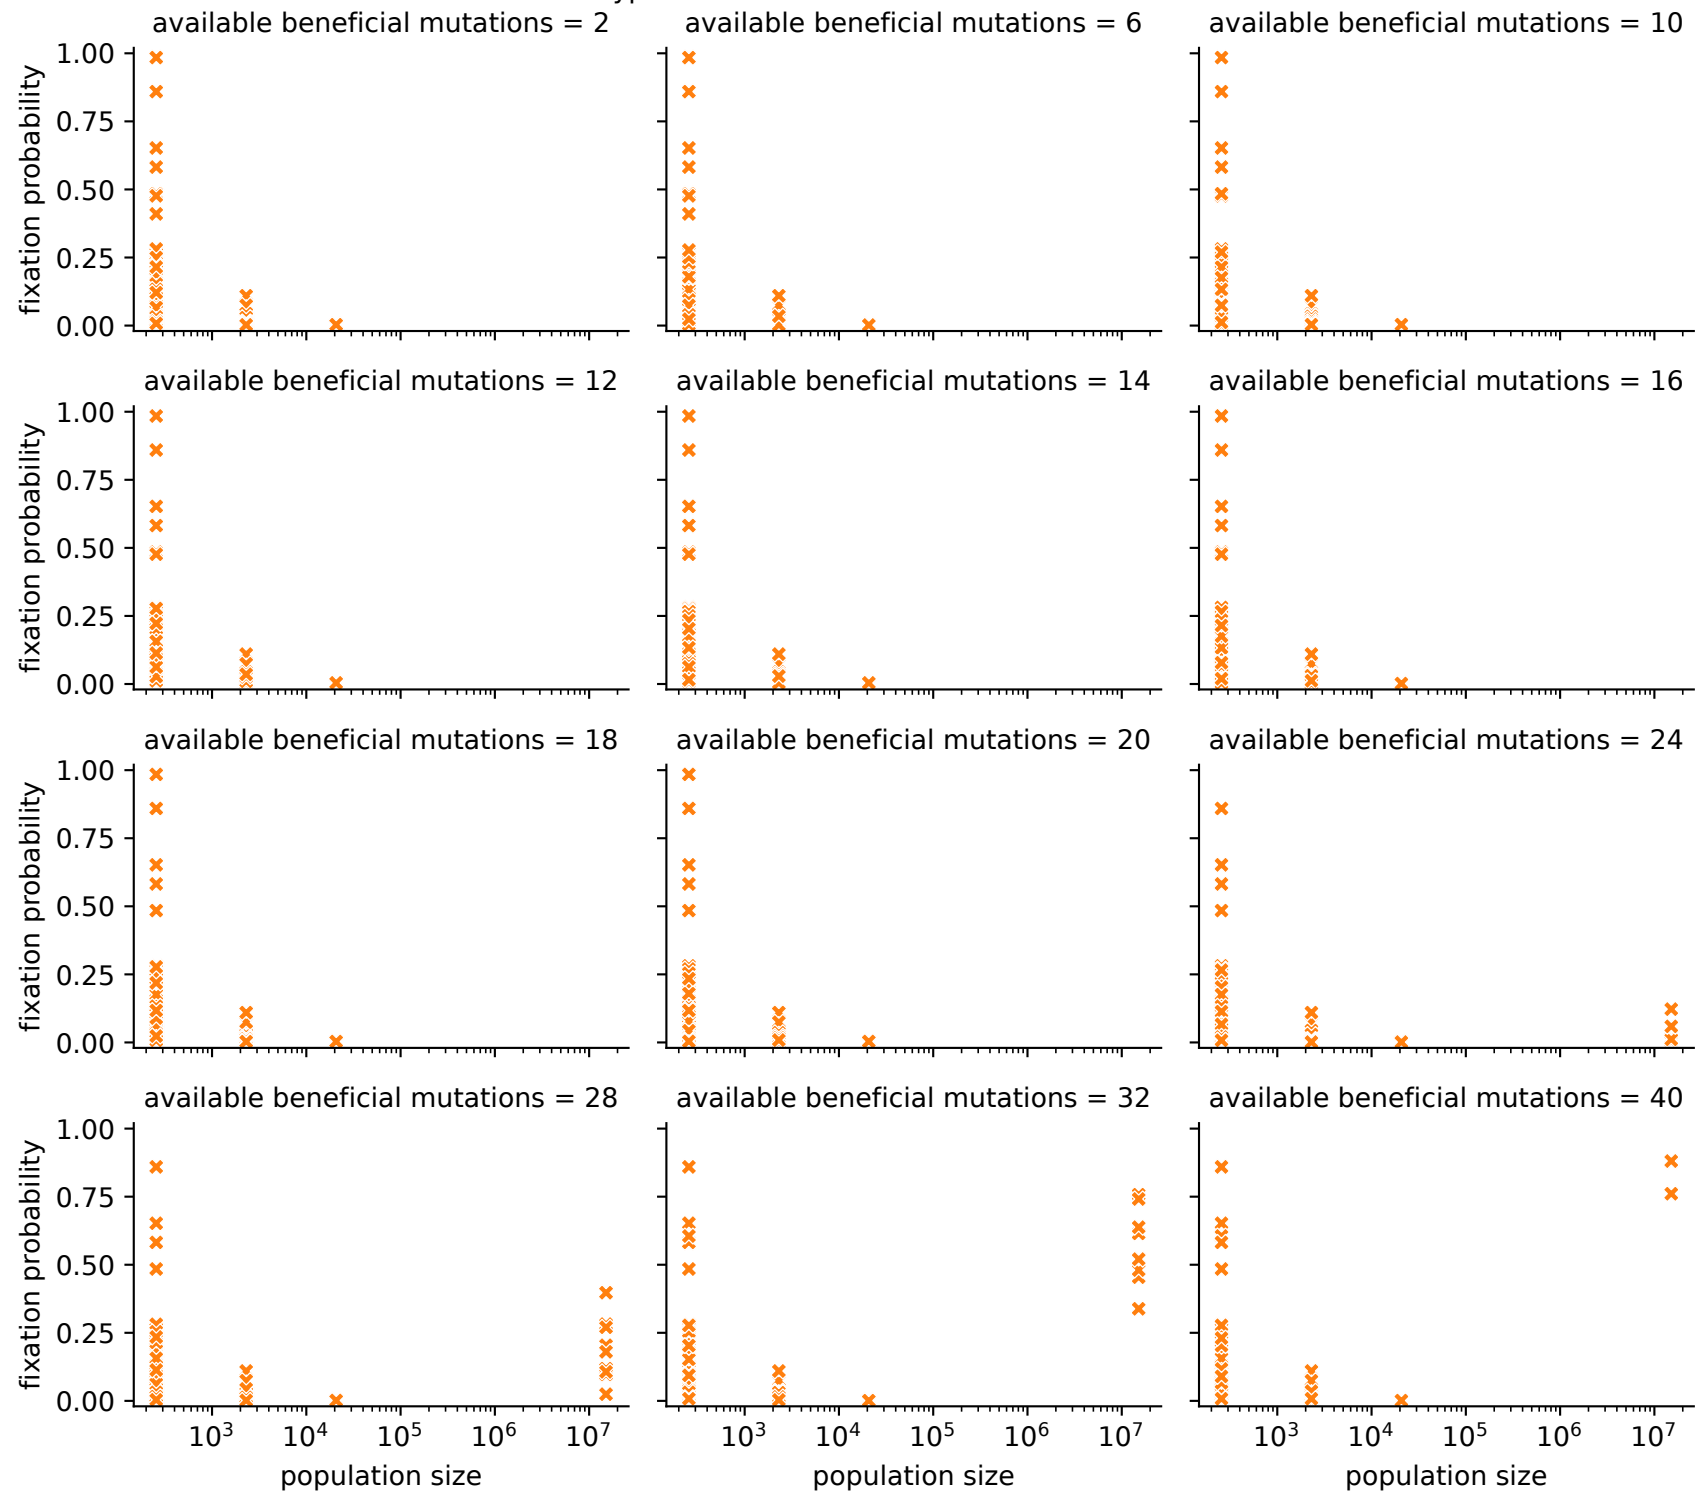 available beneficial mutations = 2
available beneficial mutations = 6
available beneficial mutations = 10
fixation probability
1.00
0.75
0.50
0.25
0.00
available beneficial mutations = 12
available beneficial mutations = 14
available beneficial mutations = 16
fixation probability
1.00
0.75
0.50
0.25
0.00
available beneficial mutations = 18
available beneficial mutations = 20
available beneficial mutations = 24
fixation probability
1.00
0.75
0.50
0.25
0.00
available beneficial mutations = 28
available beneficial mutations = 32
available beneficial mutations = 40
fixation probability
1.00
0.75
0.50
0.25
0.00
10³ 10⁴ 10⁵ 10⁶ 10⁷
10³ 10⁴ 10⁵ 10⁶ 10⁷
10³ 10⁴ 10⁵ 10⁶ 10⁷
population size
population size
population size